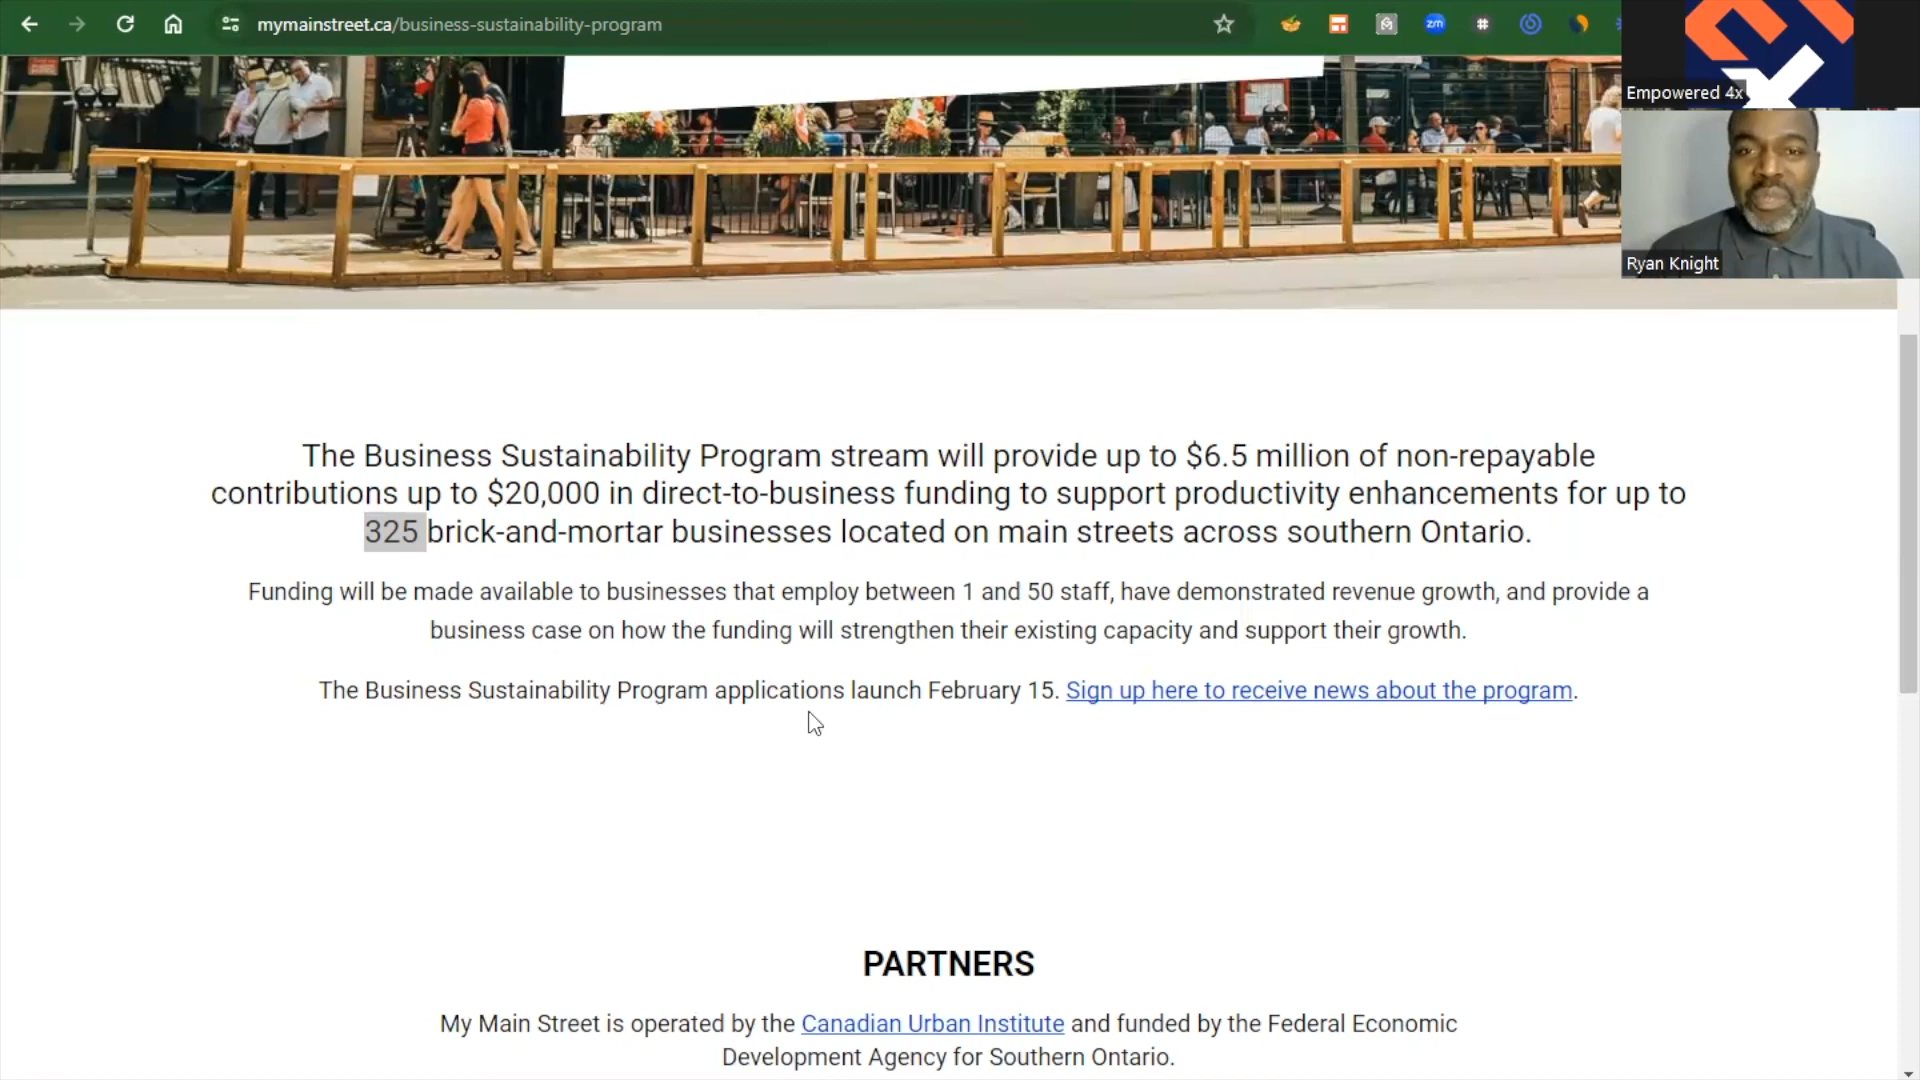 mymainstreet.ca/business-sustainability-program
zm
Empowered 4x
Ryan Knight
The Business Sustainability Program stream will provide up to $6.5 million of non-repayable
contributions up to $20,000 in direct-to-business funding to support productivity enhancements for up to
325 brick-and-mortar businesses located on main streets across southern Ontario.
Funding will be made available to businesses that employ between 1 and 50 staff, have demonstrated revenue growth, and provide a
business case on how the funding will strengthen their existing capacity and support their growth.
The Business Sustainability Program applications launch February 15. Sign up here to receive news about the program.
PARTNERS
My Main Street is operated by the Canadian Urban Institute and funded by the Federal Economic
Development Agency for Southern Ontario.